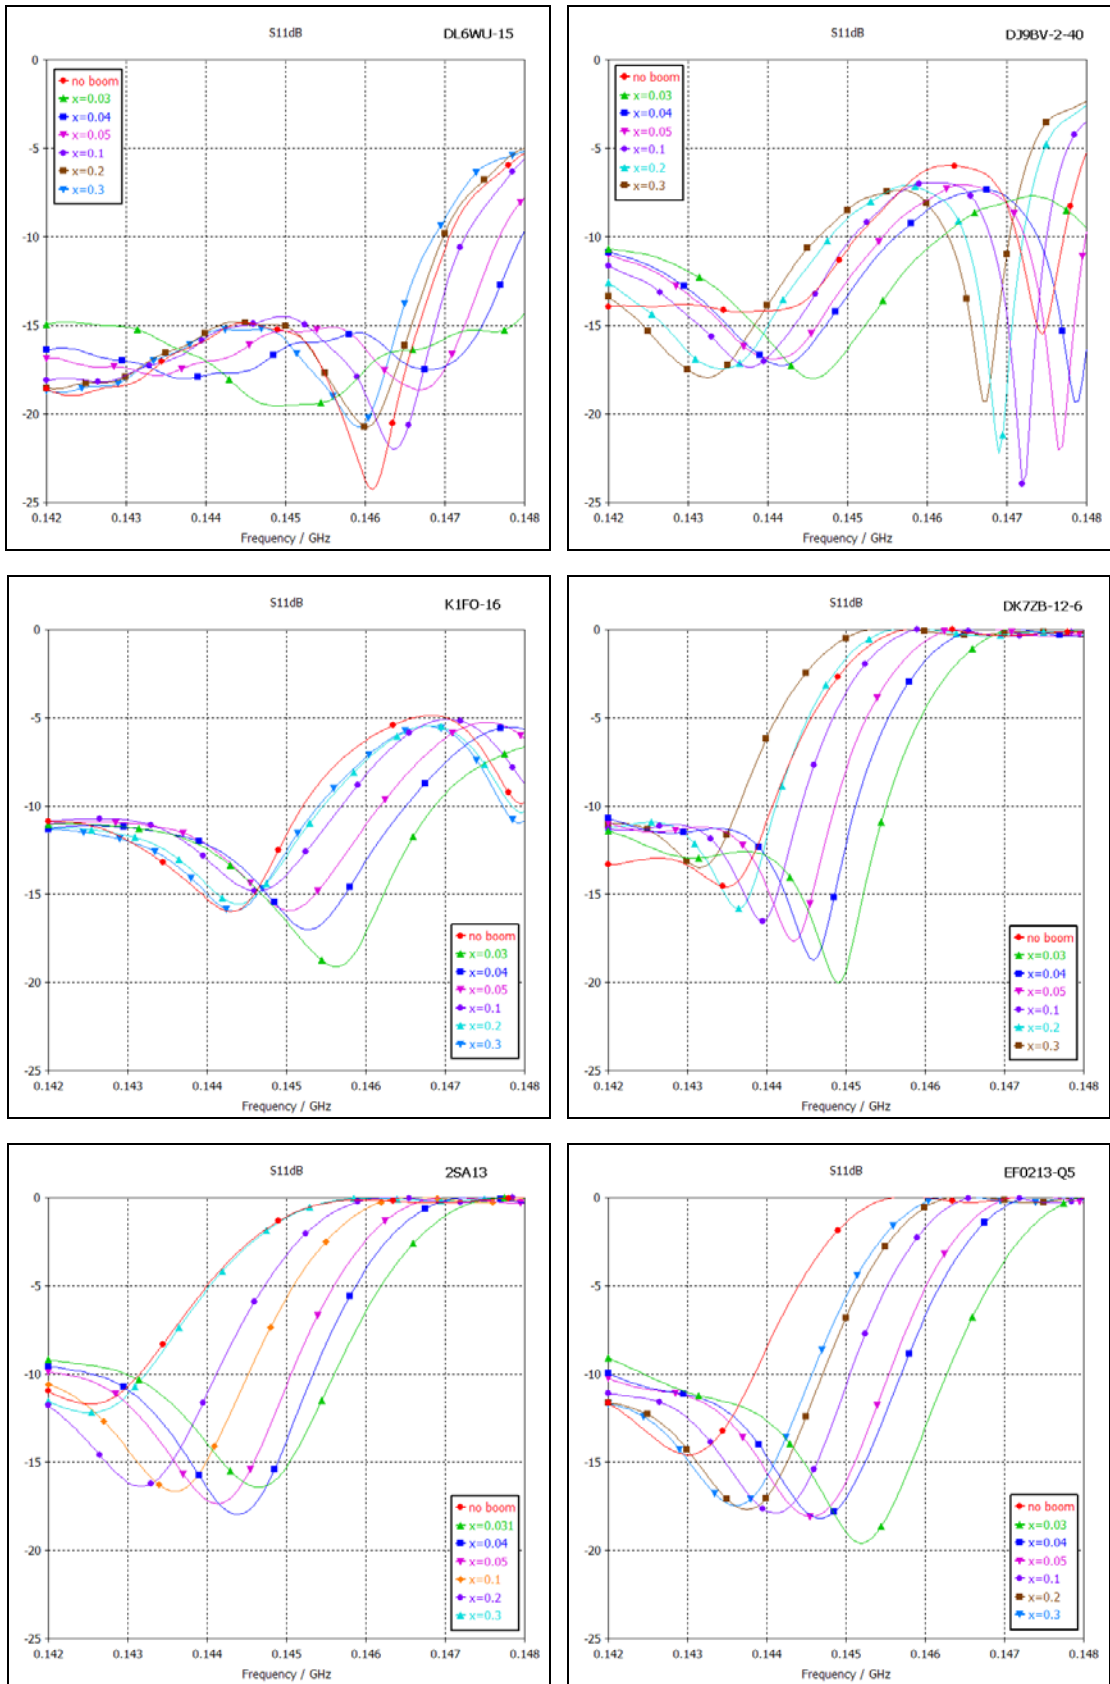 S11dB DL6WU-15
0
-5
-10
-15
-20
-25
no boom
x=0.03
x=0.04
x=0.05
x=0.1
x=0.2
x=0.3
0.142 0.143 0.144 0.145 0.146 0.147 0.148
Frequency / GHz
S11dB DJ9BV-2-40
0
-5
-10
-15
-20
-25
no boom
x=0.03
x=0.04
x=0.05
x=0.1
x=0.2
x=0.3
0.142 0.143 0.144 0.145 0.146 0.147 0.148
Frequency / GHz
S11dB K1FO-16
0
-5
-10
-15
-20
-25
no boom
x=0.03
x=0.04
x=0.05
x=0.1
x=0.2
x=0.3
0.142 0.143 0.144 0.145 0.146 0.147 0.148
Frequency / GHz
S11dB DK7ZB-12-6
0
-5
-10
-15
-20
-25
no boom
x=0.03
x=0.04
x=0.05
x=0.1
x=0.2
x=0.3
0.142 0.143 0.144 0.145 0.146 0.147 0.148
Frequency / GHz
S11dB 2SA13
0
-5
-10
-15
-20
-25
no boom
x=0.031
x=0.04
x=0.05
x=0.1
x=0.2
x=0.3
0.142 0.143 0.144 0.145 0.146 0.147 0.148
Frequency / GHz
S11dB EF0213-Q5
0
-5
-10
-15
-20
-25
no boom
x=0.03
x=0.04
x=0.05
x=0.1
x=0.2
x=0.3
0.142 0.143 0.144 0.145 0.146 0.147 0.148
Frequency / GHz